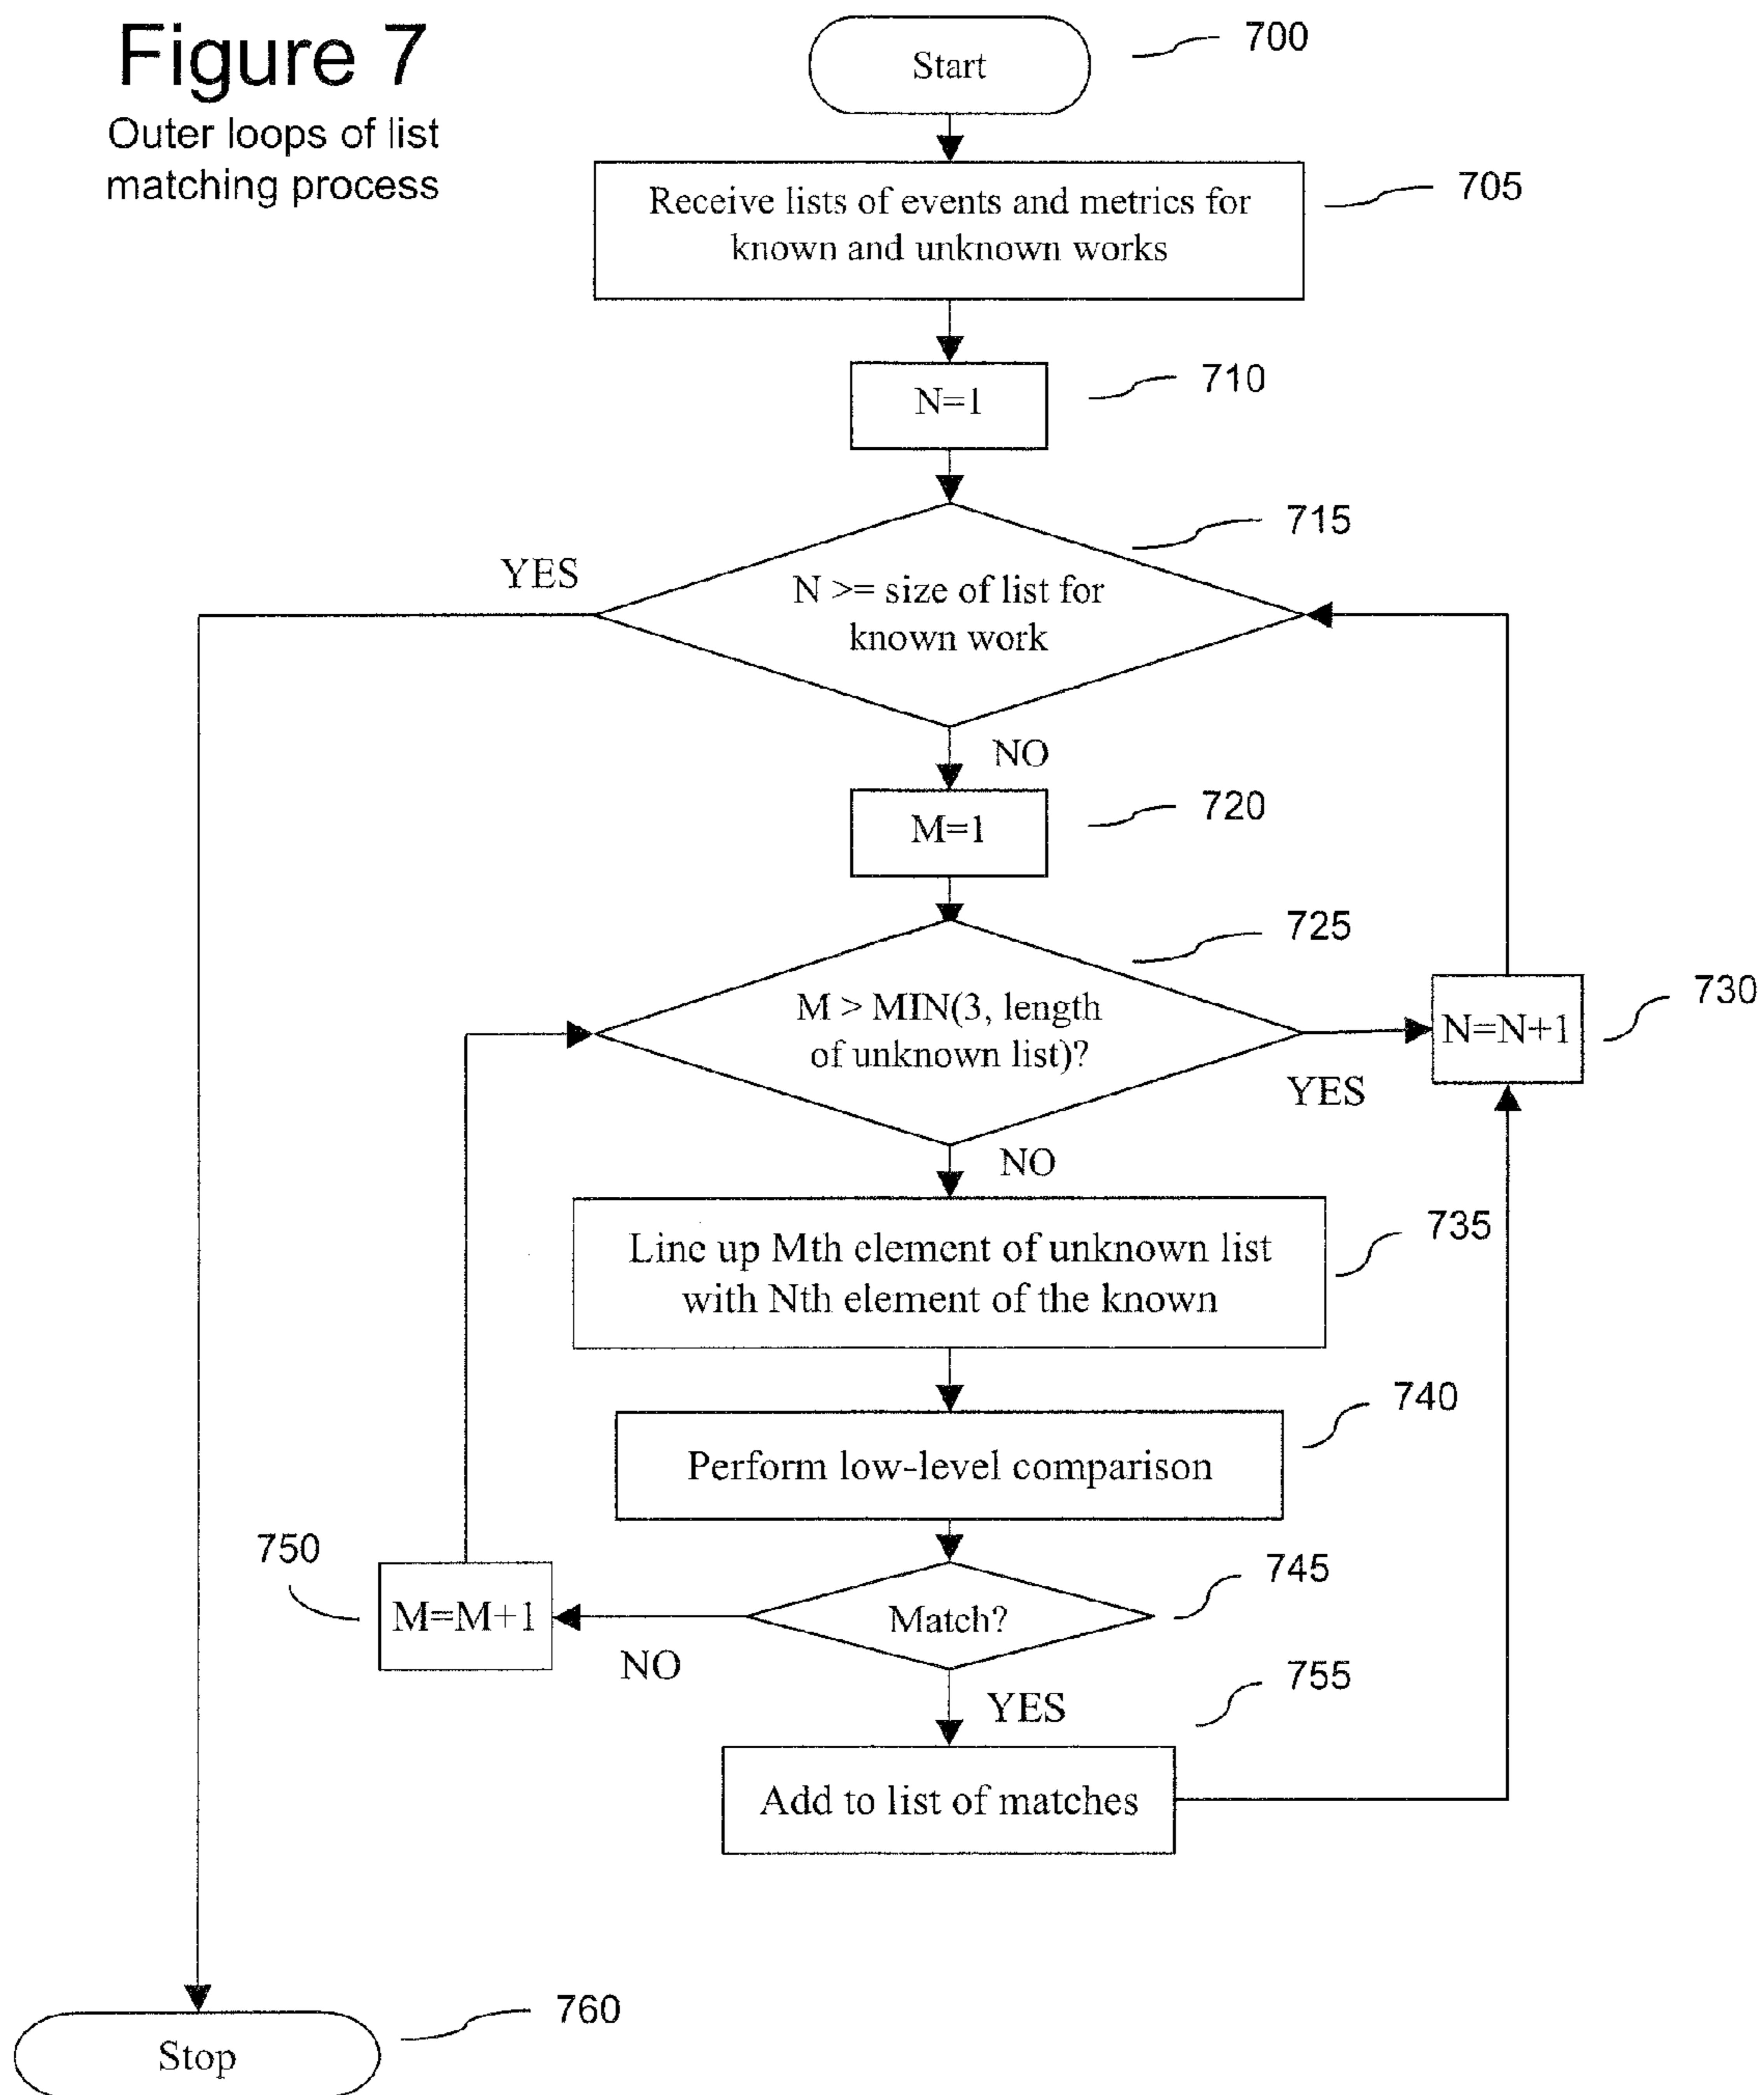 Figure 7
Outer loops of list
matching process
Start
700
Receive lists of events and metrics for
known and unknown works
705
N=1
710
715
YES
N >= size of list for
known work
NO
M=1
720
725
M > MIN(3, length
of unknown list)?
730
N=N+1
YES
NO
735
Line up Mth element of unknown list
with Nth element of the known
740
Perform low-level comparison
750
745
M=M+1
Match?
NO
755
YES
Add to list of matches
760
Stop